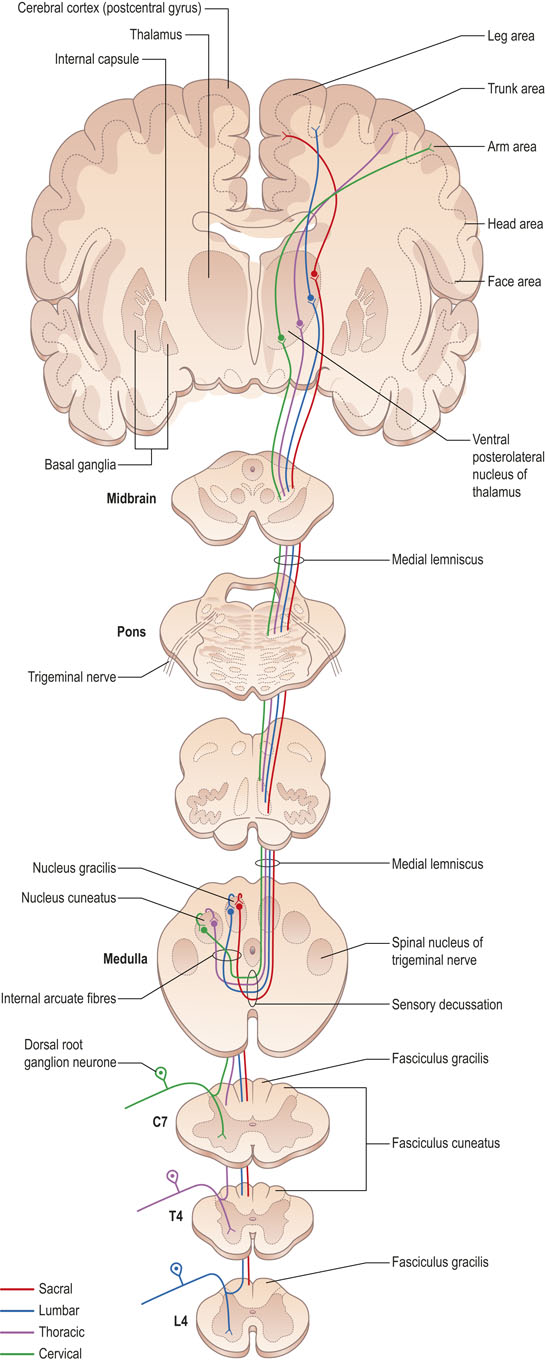 Cerebral cortex (postcentral gyrus)
Thalamus
Internal capsule
Leg area
Trunk area
Arm area
Head area
Face area
Basal ganglia
Ventral
posterolateral
nucleus of
thalamus
Midbrain
Medial lemniscus
Pons
Trigeminal nerve
Nucleus gracilis
Medial lemniscus
Nucleus cuneatus
Medulla
Spinal nucleus of
trigeminal nerve
Internal arcuate fibres
Sensory decussation
Dorsal root
ganglion neurone
Fasciculus gracilis
C7
Fasciculus cuneatus
T4
Fasciculus gracilis
L4
Sacral
Lumbar
Thoracic
Cervical